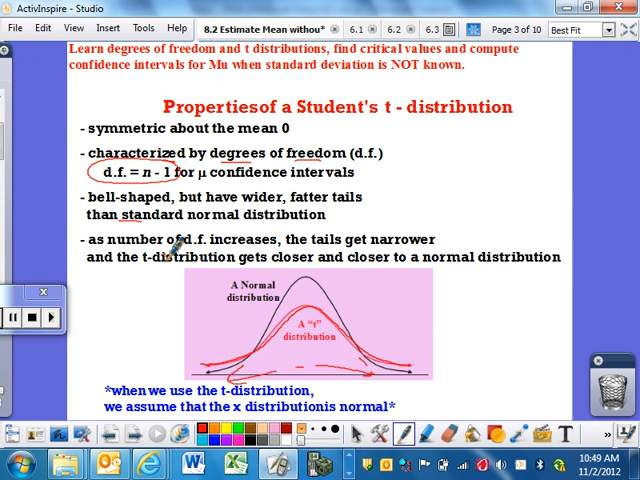 ActivInspire - Studio
File Edit View Insert Tools Help
8.2 Estimate Mean withou* 6.1 6.2 6.3 Page 3 of 10 Best Fit
Learn degrees of freedom and t distributions, find critical values and compute
confidence intervals for Mu when standard deviation is NOT known.
Properties of a Student's t - distribution
- symmetric about the mean 0
- characterized by degrees of freedom (d.f.)
d.f. = n - 1 for μ confidence intervals
- bell-shaped, but have wider, fatter tails
than standard normal distribution
- as number of d.f. increases, the tails get narrower
and the t-distribution gets closer and closer to a normal distribution
A Normal
distribution
A "t"
distribution
*when we use the t-distribution,
we assume that the x distribution is normal*
10:49 AM
11/2/2012